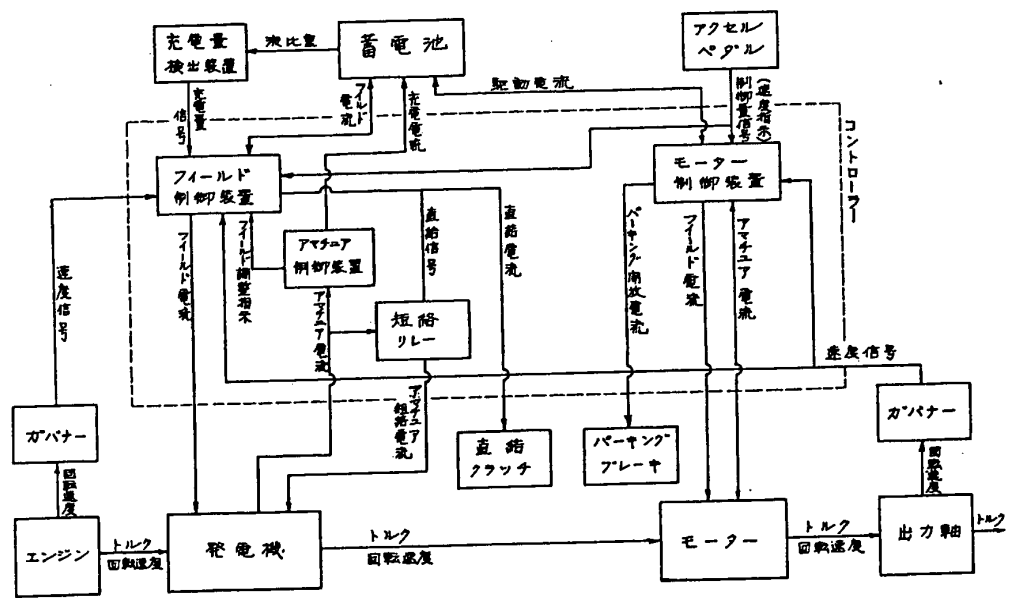 充電量
検出装置
液比重
蓄電池
アクセル
ペダル
駆動電流
充電量
信号
フィールド
電流
充電電流
(速度指示)
制御量信号
コントローラー
フィールド
制御装置
モーター
制御装置
速度信号
フィールド電流
フィールド調整指示
アマチュア
制御装置
アマチュア電流
直結信号
直結電流
短絡
リレー
パーキング開放電流
フィールド電流
アマチュア電流
速度信号
アマチュア
短絡電流
ガバナー
ガバナー
直結
クラッチ
パーキング
ブレーキ
回転速度
回転速度
エンジン
トルク
回転速度
発電機
トルク
回転速度
モーター
トルク
回転速度
出力軸
トルク